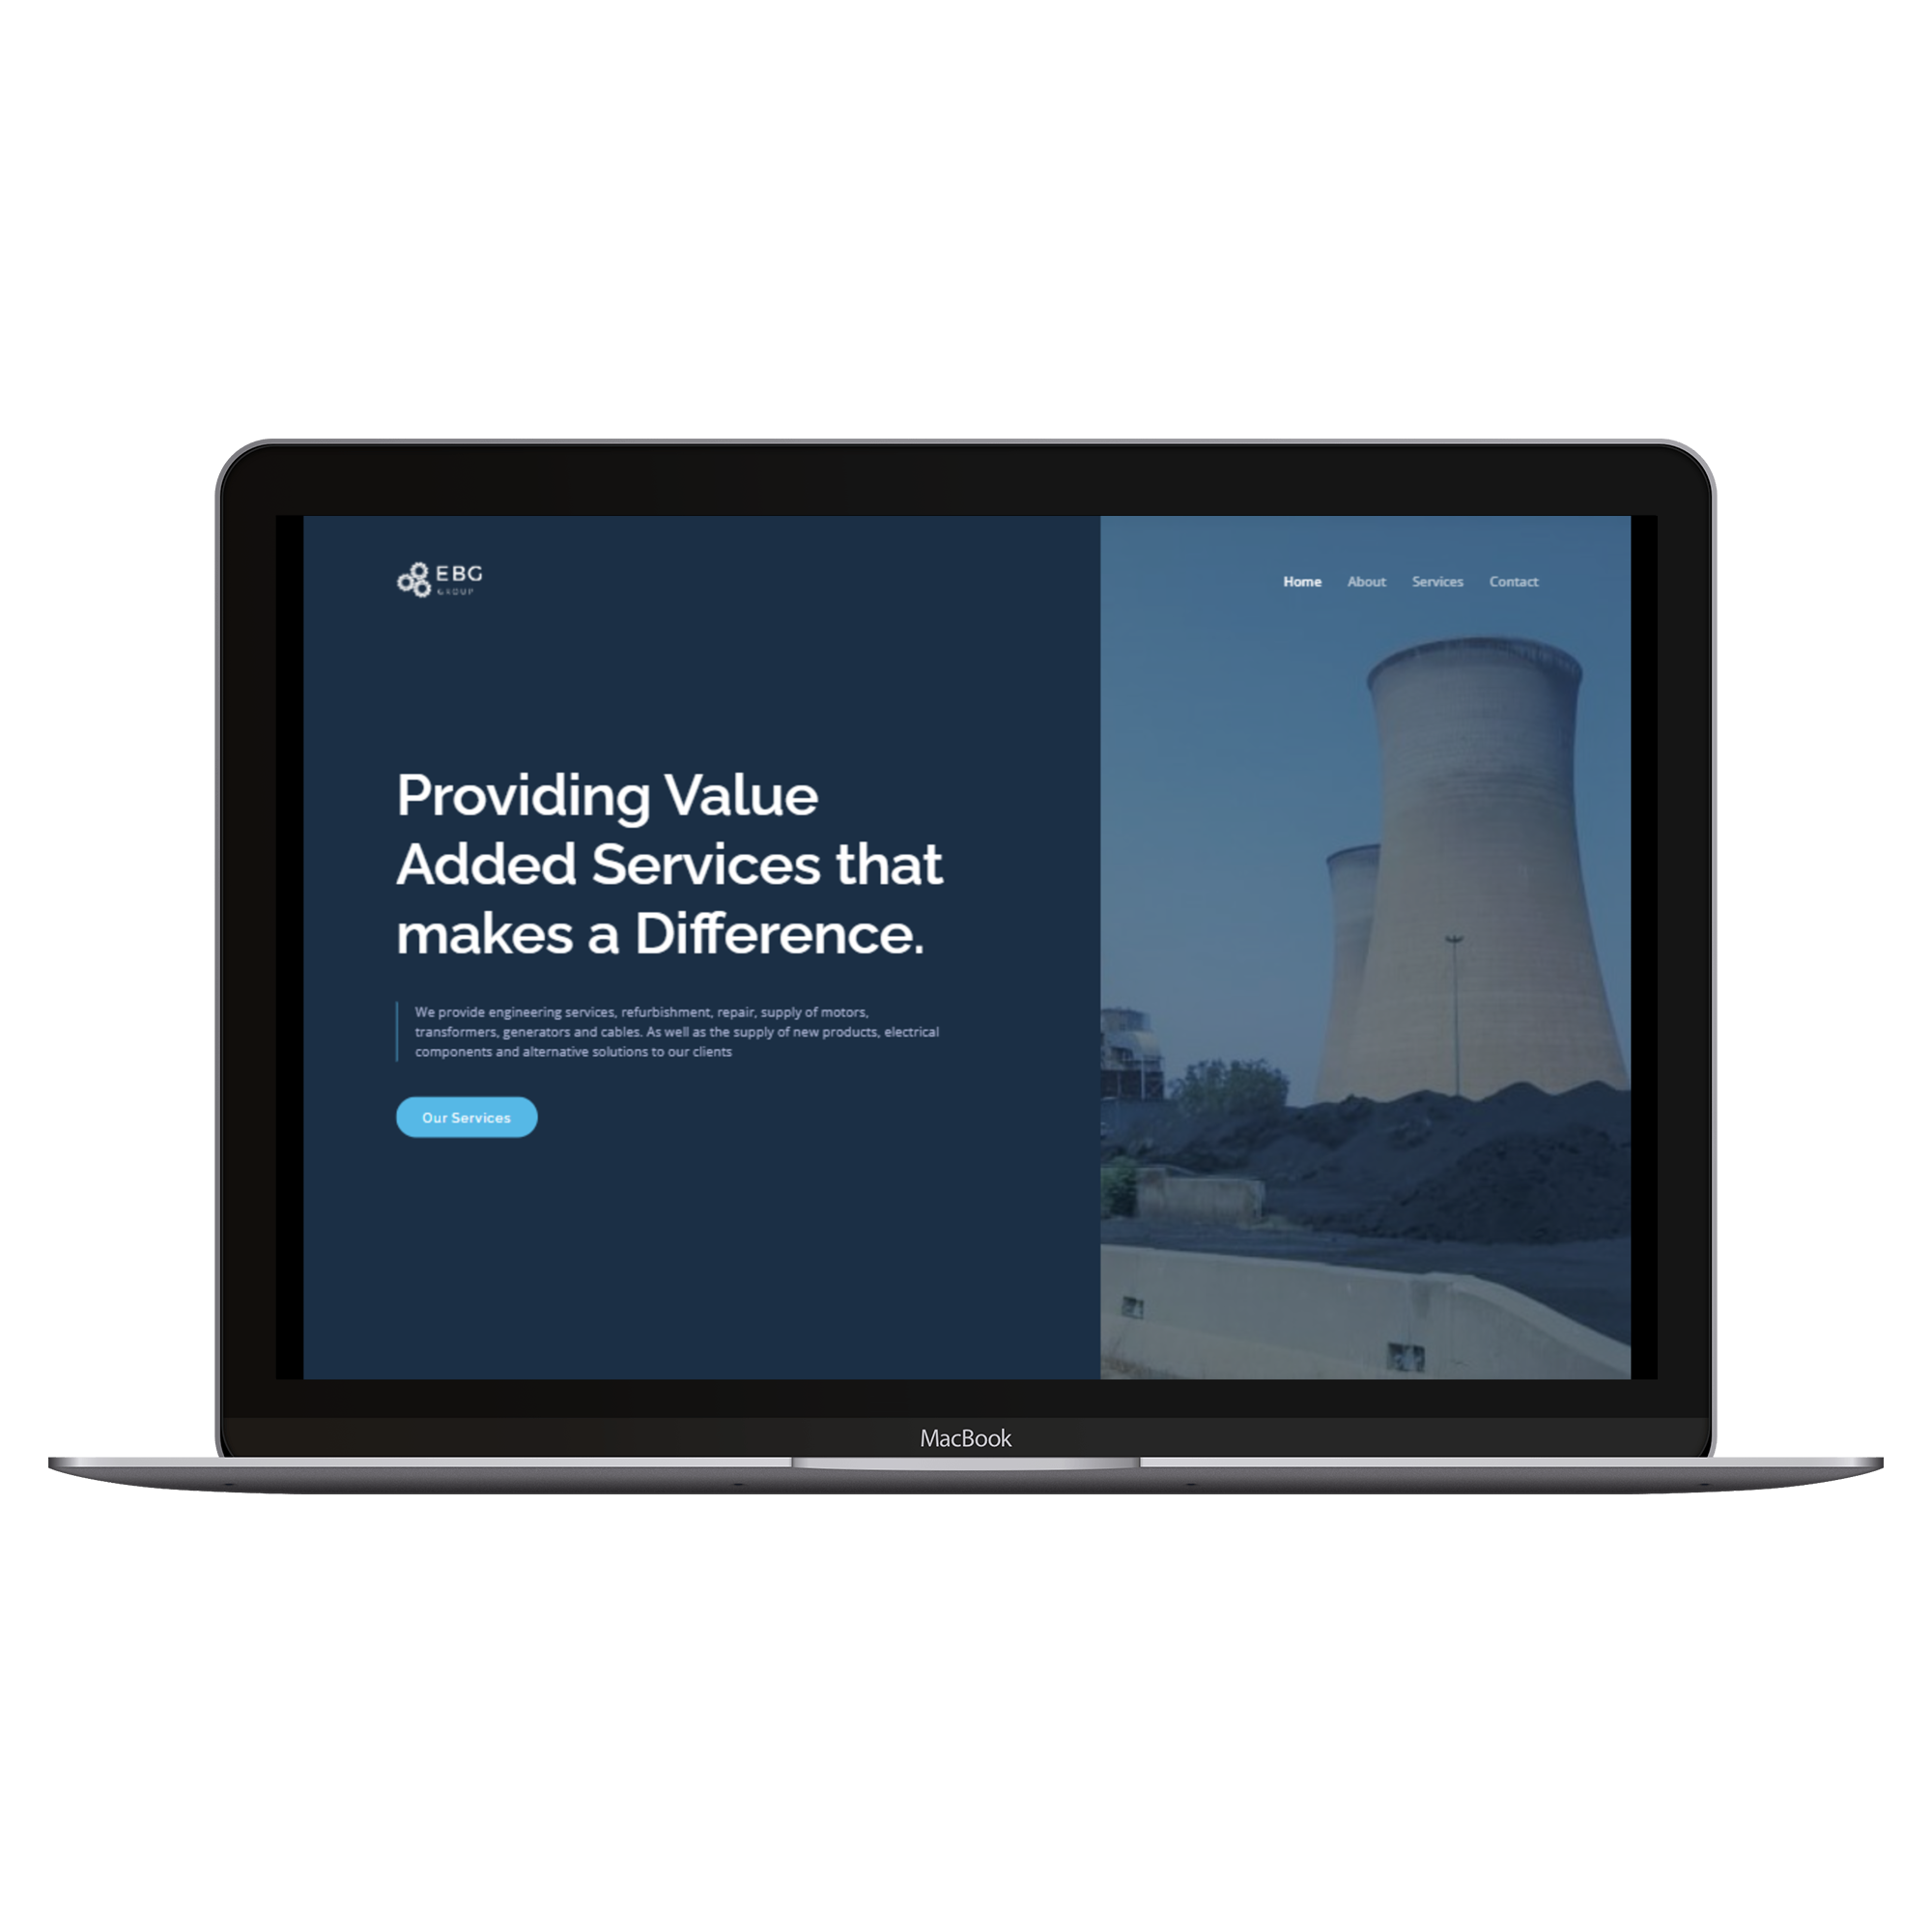 EBG
GROUP
Home About Services Contact
Providing Value
Added Services that
makes a Difference.
We provide engineering services, refurbishment, repair, supply of motors,
transformers, generators and cables. As well as the supply of new products, electrical
components and alternative solutions to our clients
Our Services
MacBook